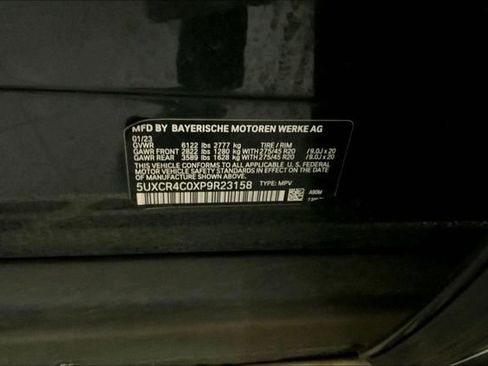 MFD BY BAYERISCHE MOTOREN WERKE AG
01/23
GVWR 6122 lbs 2777 kg TIRE / RIM
GAWR FRONT 2822 lbs 1280 kg WITH 275/45 R20 / 9.0J x 20
GAWR REAR 3589 lbs 1628 kg WITH 275/45 R20 / 9.0J x 20
THIS VEHICLE CONFORMS TO ALL APPLICABLE U.S. FEDERAL
MOTOR VEHICLE SAFETY STANDARDS IN
EFFECT ON THE DATE OF MANUFACTURE SHOWN ABOVE.
5UXCR4C0XP9R23158 TYPE: MPV
A90M